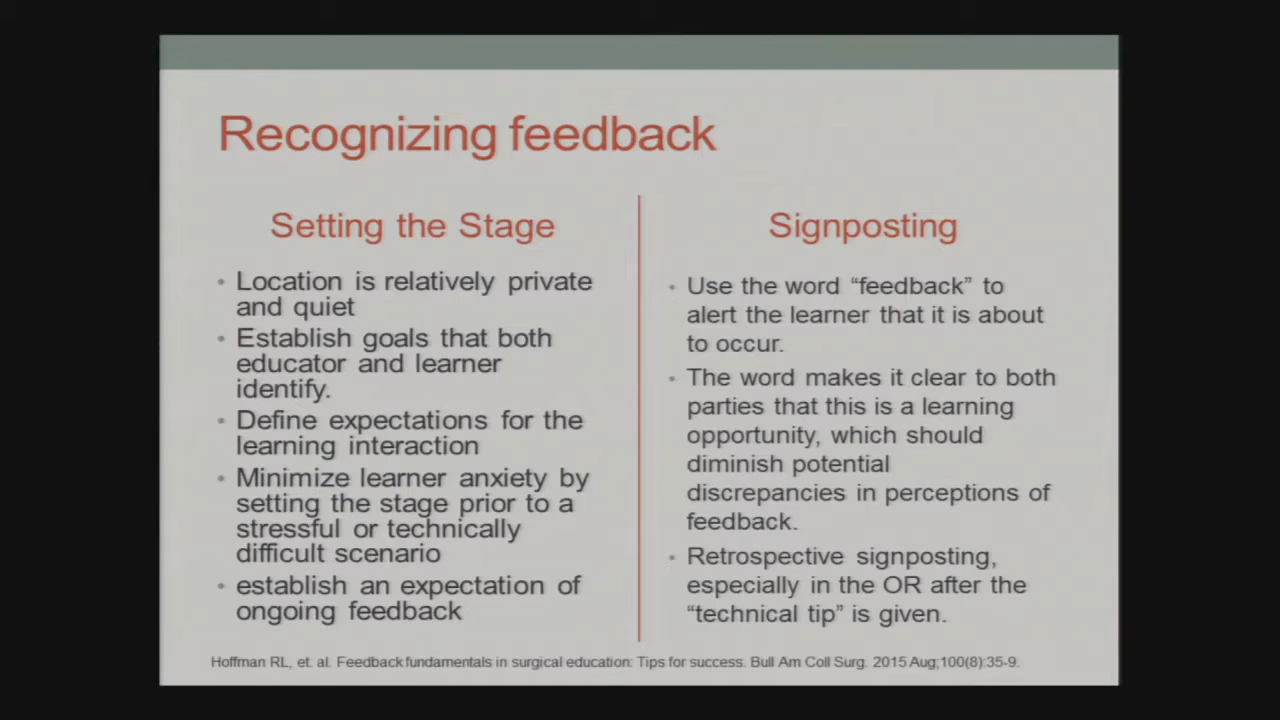 Recognizing feedback
Setting the Stage
• Location is relatively private
and quiet
• Establish goals that both
educator and learner
identify.
• Define expectations for the
learning interaction
• Minimize learner anxiety by
setting the stage prior to a
stressful or technically
difficult scenario
• establish an expectation of
ongoing feedback
Signposting
• Use the word “feedback” to
alert the learner that it is about
to occur.
• The word makes it clear to both
parties that this is a learning
opportunity, which should
diminish potential
discrepancies in perceptions of
feedback.
• Retrospective signposting,
especially in the OR after the
“technical tip” is given.
Hoffman RL, et. al. Feedback fundamentals in surgical education: Tips for success. Bull Am Coll Surg. 2015 Aug;100(8):35-9.